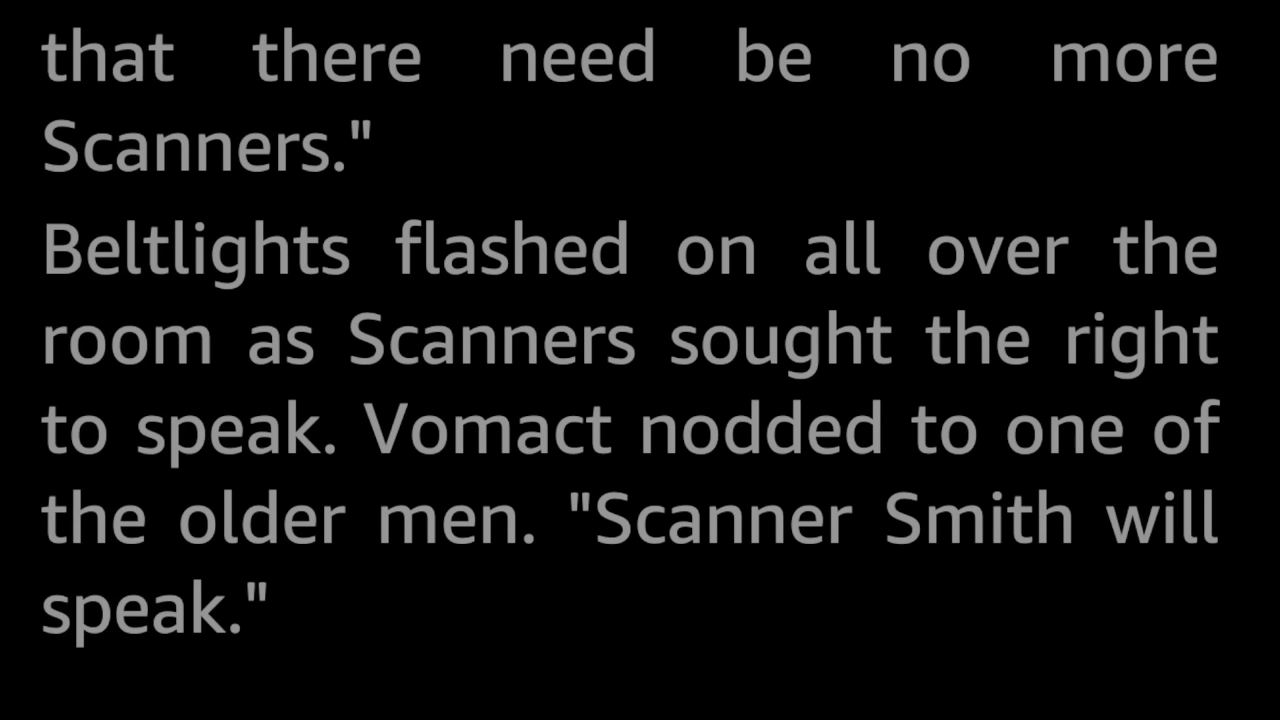 that there need be no more
Scanners."
Beltlights flashed on all over the
room as Scanners sought the right
to speak. Vomact nodded to one of
the older men. "Scanner Smith will
speak."